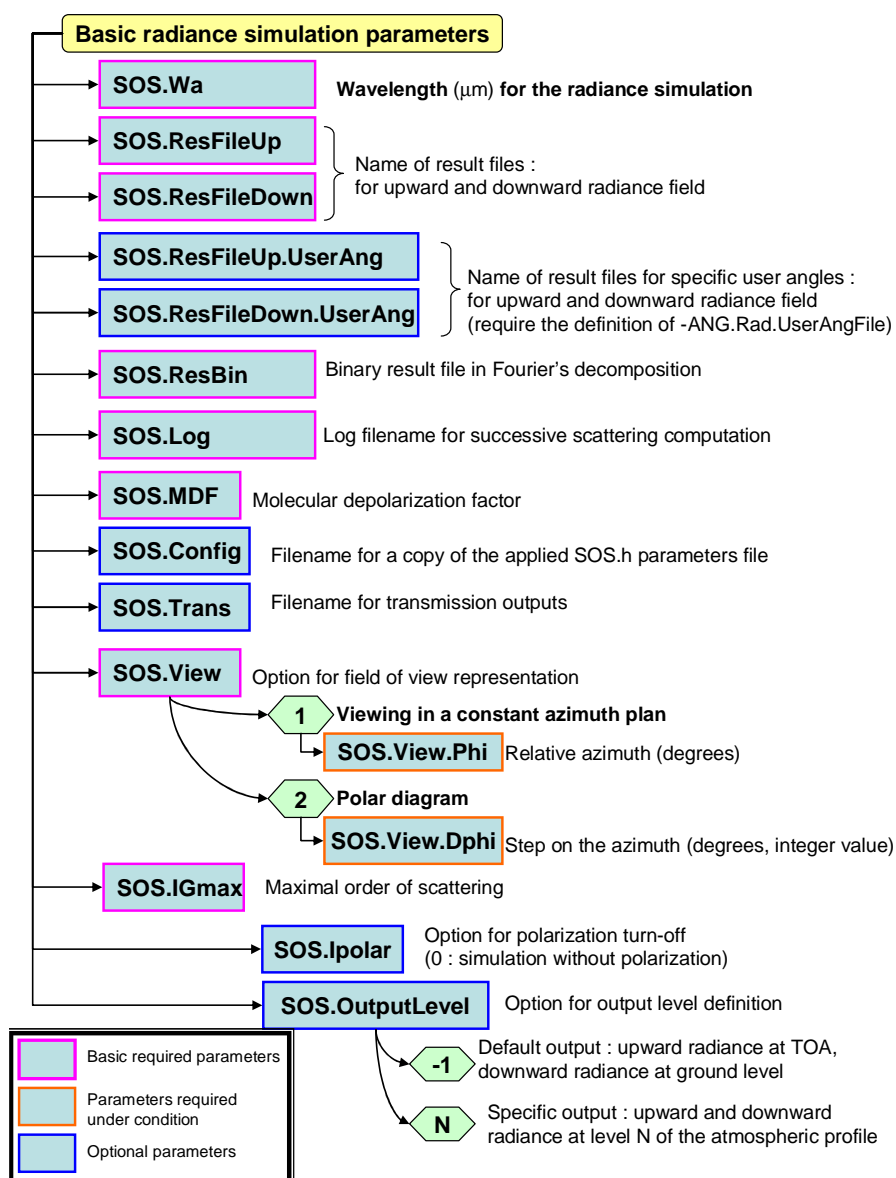 Basic radiance simulation parameters
SOS.Wa
Wavelength (μm) for the radiance simulation
SOS.ResFileUp
SOS.ResFileDown
Name of result files :
for upward and downward radiance field
SOS.ResFileUp.UserAng
SOS.ResFileDown.UserAng
Name of result files for specific user angles :
for upward and downward radiance field
(require the definition of -ANG.Rad.UserAngFile)
SOS.ResBin
Binary result file in Fourier's decomposition
SOS.Log
Log filename for successive scattering computation
SOS.MDF
Molecular depolarization factor
SOS.Config
Filename for a copy of the applied SOS.h parameters file
SOS.Trans
Filename for transmission outputs
SOS.View
Option for field of view representation
1
Viewing in a constant azimuth plan
SOS.View.Phi
Relative azimuth (degrees)
2
Polar diagram
SOS.View.Dphi
Step on the azimuth (degrees, integer value)
SOS.IGmax
Maximal order of scattering
SOS.Ipolar
Option for polarization turn-off
(0 : simulation without polarization)
SOS.OutputLevel
Option for output level definition
-1
Default output : upward radiance at TOA,
downward radiance at ground level
N
Specific output : upward and downward
radiance at level N of the atmospheric profile
Basic required parameters
Parameters required
under condition
Optional parameters